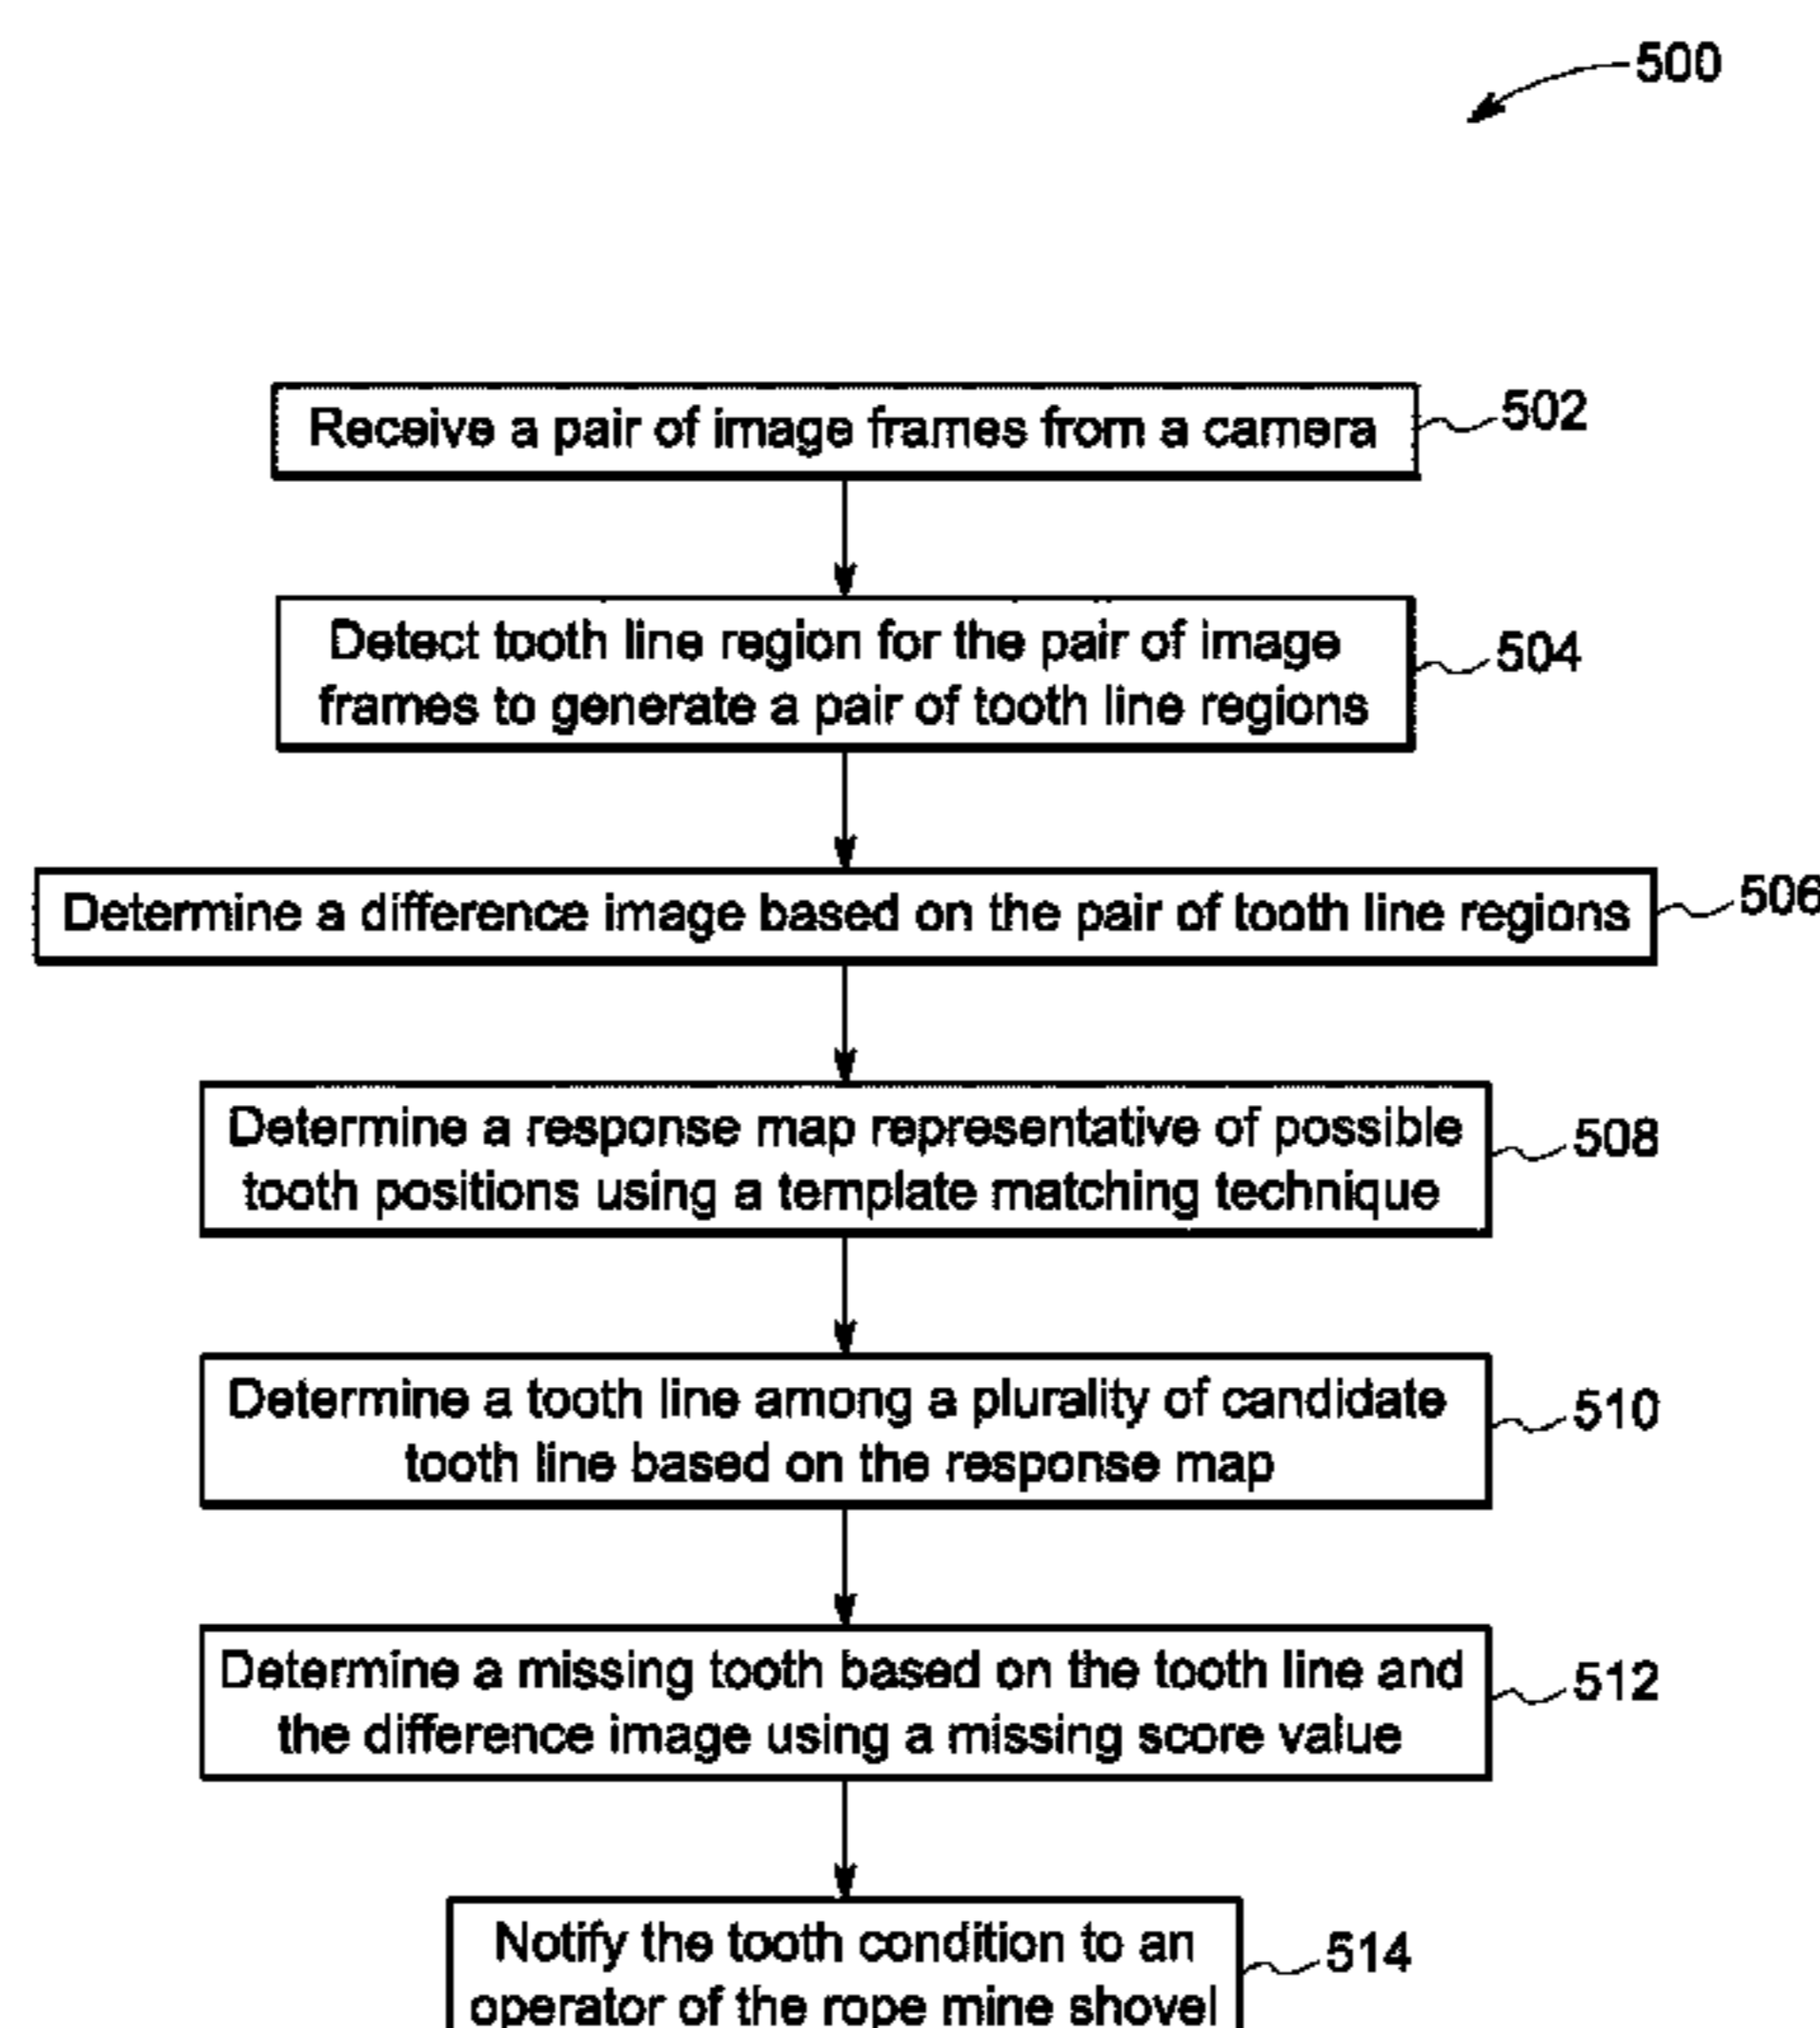 500
Receive a pair of image frames from a camera
502
Detect tooth line region for the pair of image
frames to generate a pair of tooth line regions
504
Determine a difference image based on the pair of tooth line regions
506
Determine a response map representative of possible
tooth positions using a template matching technique
508
Determine a tooth line among a plurality of candidate
tooth line based on the response map
510
Determine a missing tooth based on the tooth line and
the difference image using a missing score value
512
Notify the tooth condition to an
operator of the rope mine shovel
514